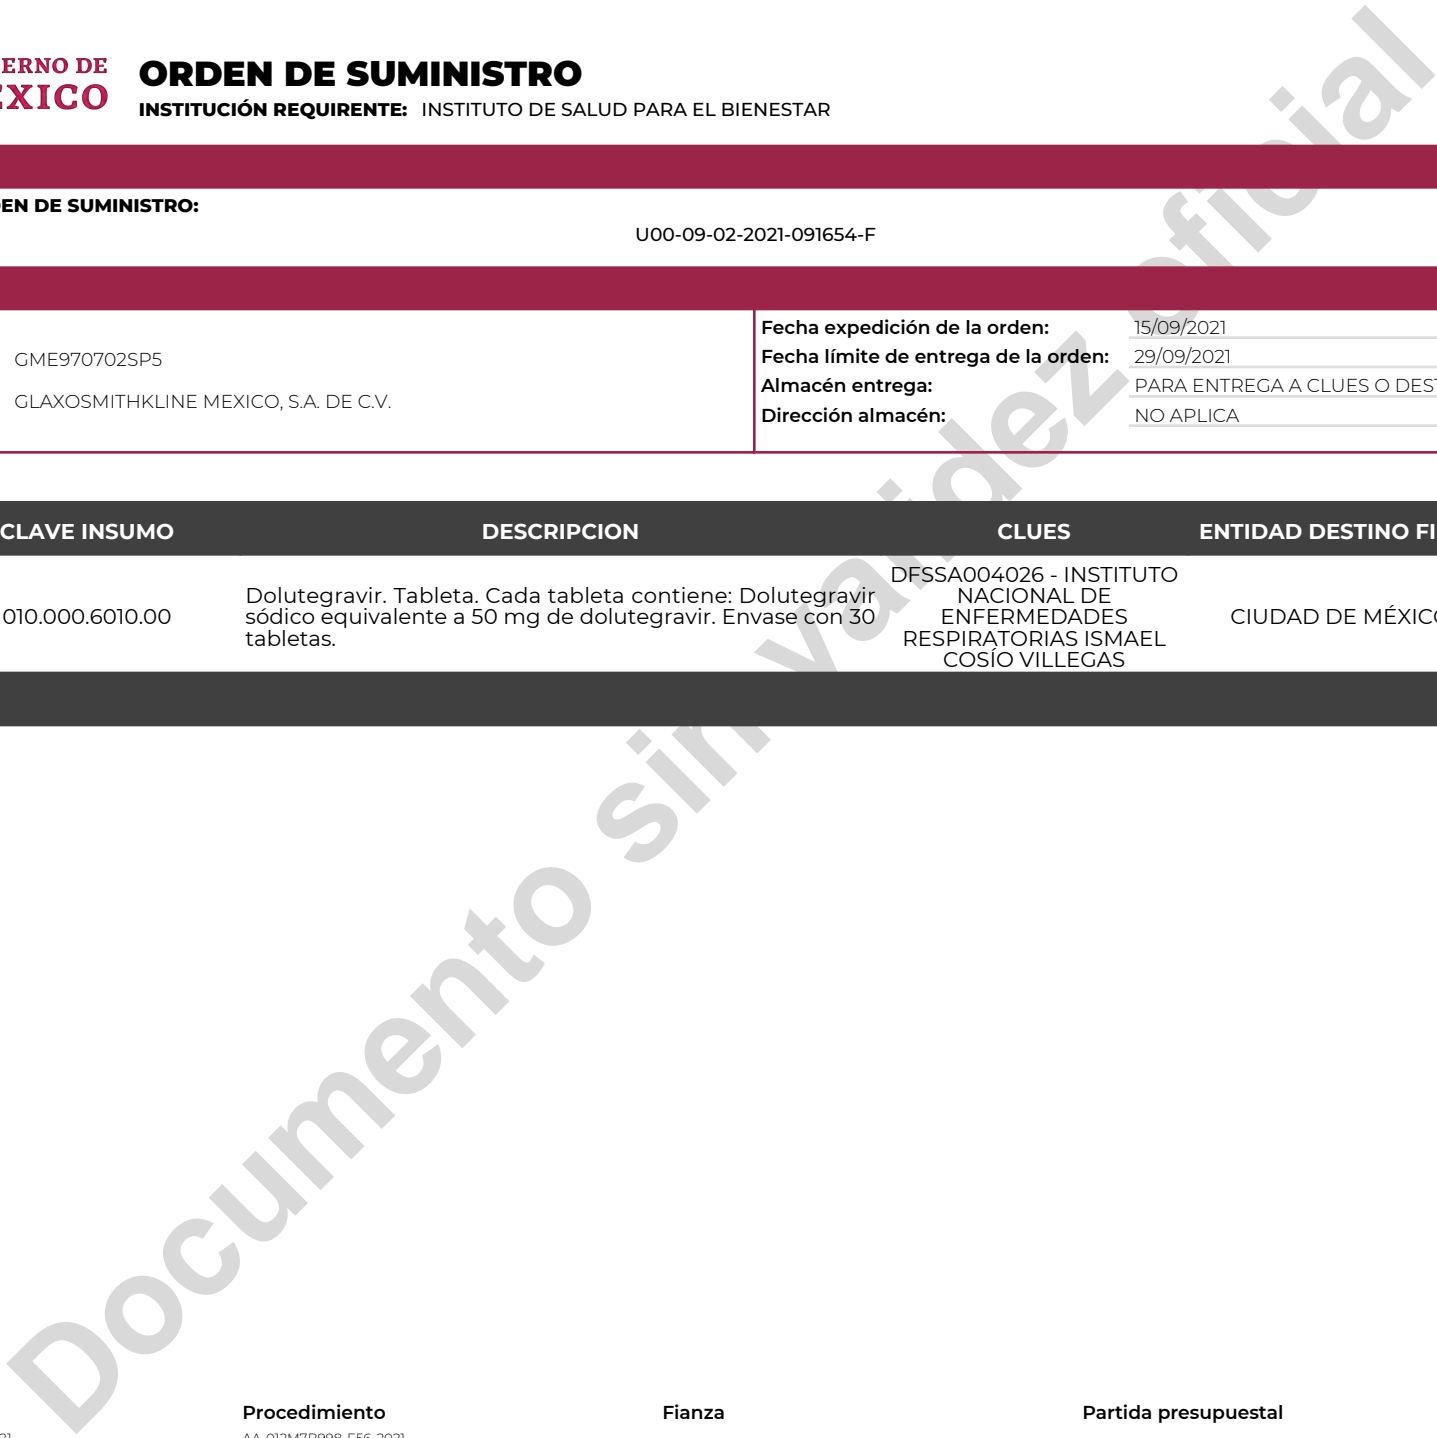 ERNO DE
EXICO
ORDEN DE SUMINISTRO
INSTITUCIÓN REQUIRENTE: INSTITUTO DE SALUD PARA EL BIENESTAR
EN DE SUMINISTRO:
U00-09-02-2021-091654-F
GME970702SP5
GLAXOSMITHKLINE MEXICO, S.A. DE C.V.
Fecha expedición de la orden: 15/09/2021
Fecha límite de entrega de la orden: 29/09/2021
Almacén entrega: PARA ENTREGA A CLUES O DEST
Dirección almacén: NO APLICA
CLAVE INSUMO DESCRIPCION CLUES ENTIDAD DESTINO FI
010.000.6010.00
Dolutegravir. Tableta. Cada tableta contiene: Dolutegravir
sódico equivalente a 50 mg de dolutegravir. Envase con 30
tabletas.
DFSSA004026 - INSTITUTO
NACIONAL DE
ENFERMEDADES
RESPIRATORIAS ISMAEL
COSÍO VILLEGAS
CIUDAD DE MÉXICO
Documento sin validez oficial
Procedimiento Fianza Partida presupuestal